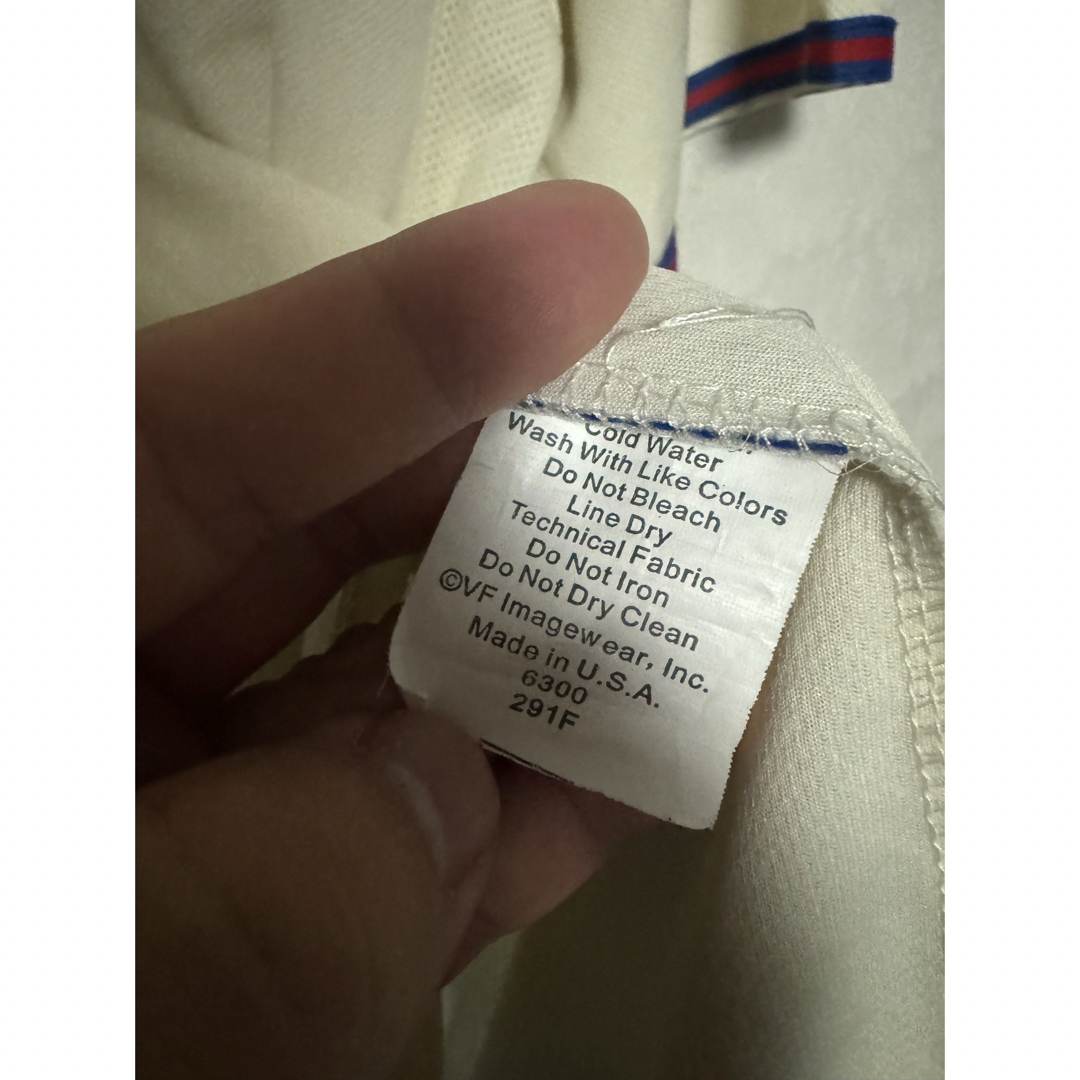 Cold Water
Wash With Like Colors
Do Not Bleach
Line Dry
Technical Fabric
Do Not Iron
Do Not Dry Clean
©VF Imagewear, Inc.
Made in U.S.A.
6300
291F